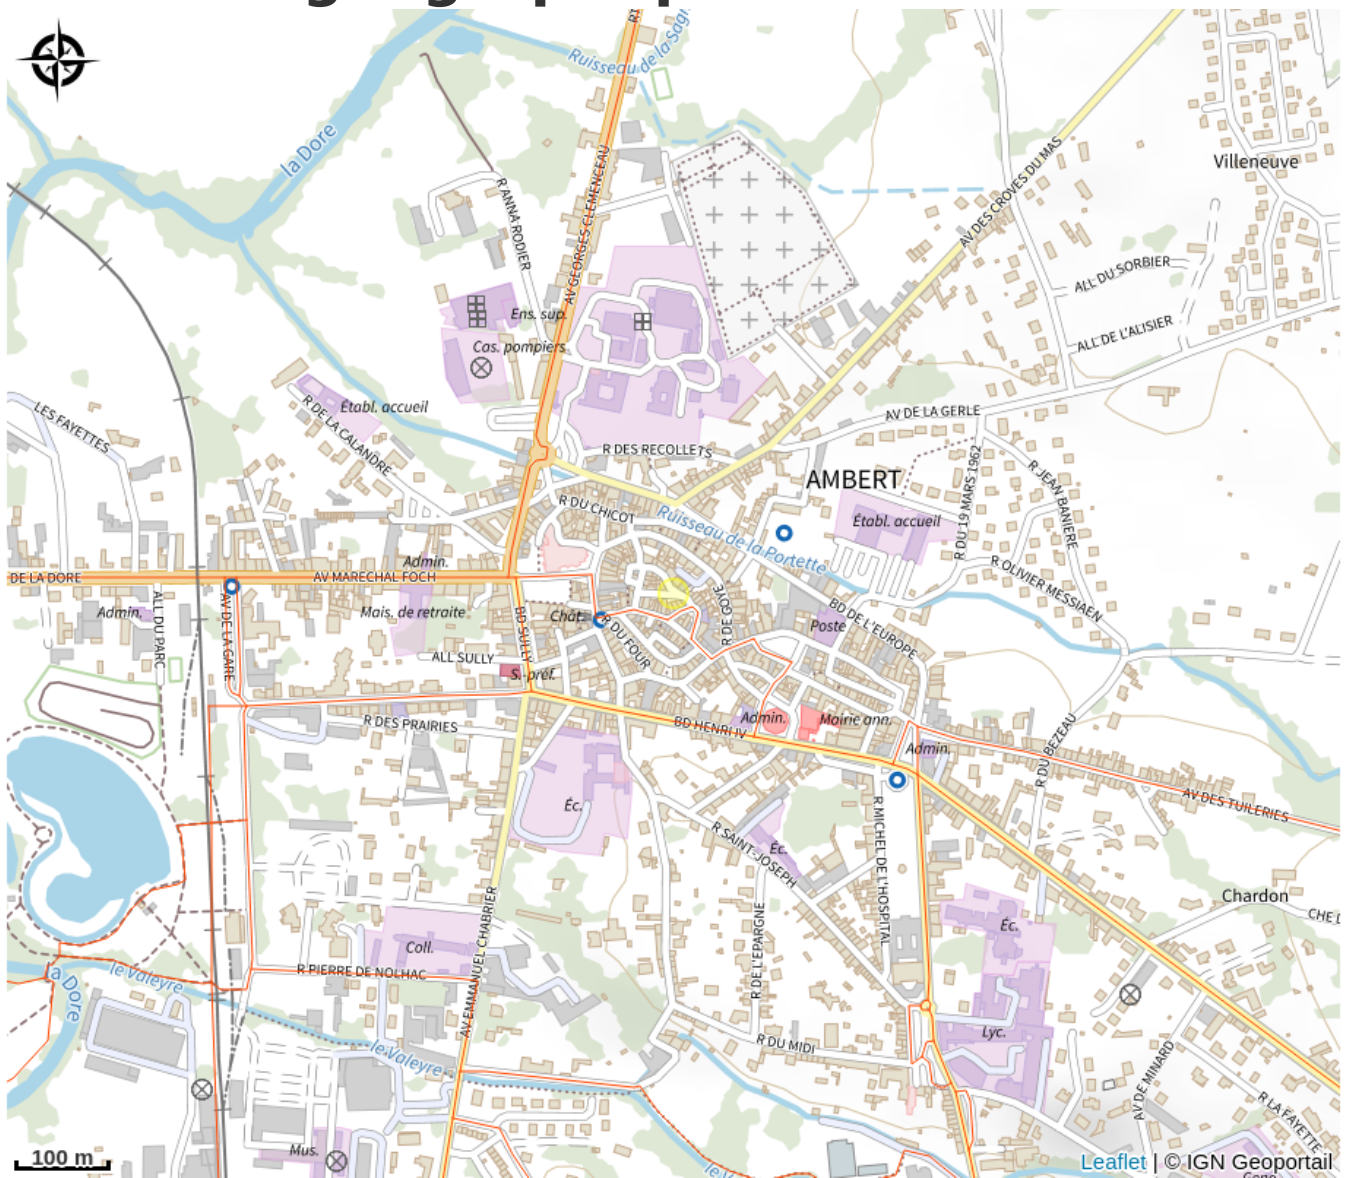 Ruisseau de la Sagn
la Dore
Villeneuve
AV DES CROVES DU MAS
AV GEORGES CLEMENCEAU
R ANNA RODIER
ALL DU SORBIER
Ens. sup.
ALL DE L'ALISIER
Cas. pompiers
Établ. accueil
LES FAYETTES
R DE LA CALANDRE
AV DE LA GERLE
R DES RECOLLETS
AMBERT
R JEAN BANIERE
R DU 19 MARS 1962
R DU CHICOT
Ruisseau de la Portette
Établ. accueil
Admin.
DE LA DORE
AV MARECHAL FOCH
R OLIVIER MESSIAEN
Admin.
ALL DU PARC
AV DE LA GARE
Mais. de retraite
BD SULLY
Chât.
R DU FOUR
R DE GOYE
Poste
BD DE L'EUROPE
ALL SULLY
S.-préf.
R DES PRAIRIES
BD HENRI IV
Admin.
Mairie ann.
Admin.
R DU BEZEAU
AV DES TUILERIES
Éc.
R SAINT-JOSEPH
Éc.
R MICHEL DE L'HOSPITAL
Chardon
CHE D
AV EMMANUEL CHABRIER
R DE L'EPARGNE
Éc.
Coll.
R PIERRE DE NOLHAC
le Valeyre
a Dore
Lyc.
le Valeyre
R DU MIDI
AV DE MINARD
R LA FAYETTE
Mus.
100 m
le V
Leaflet | © IGN Geoportail